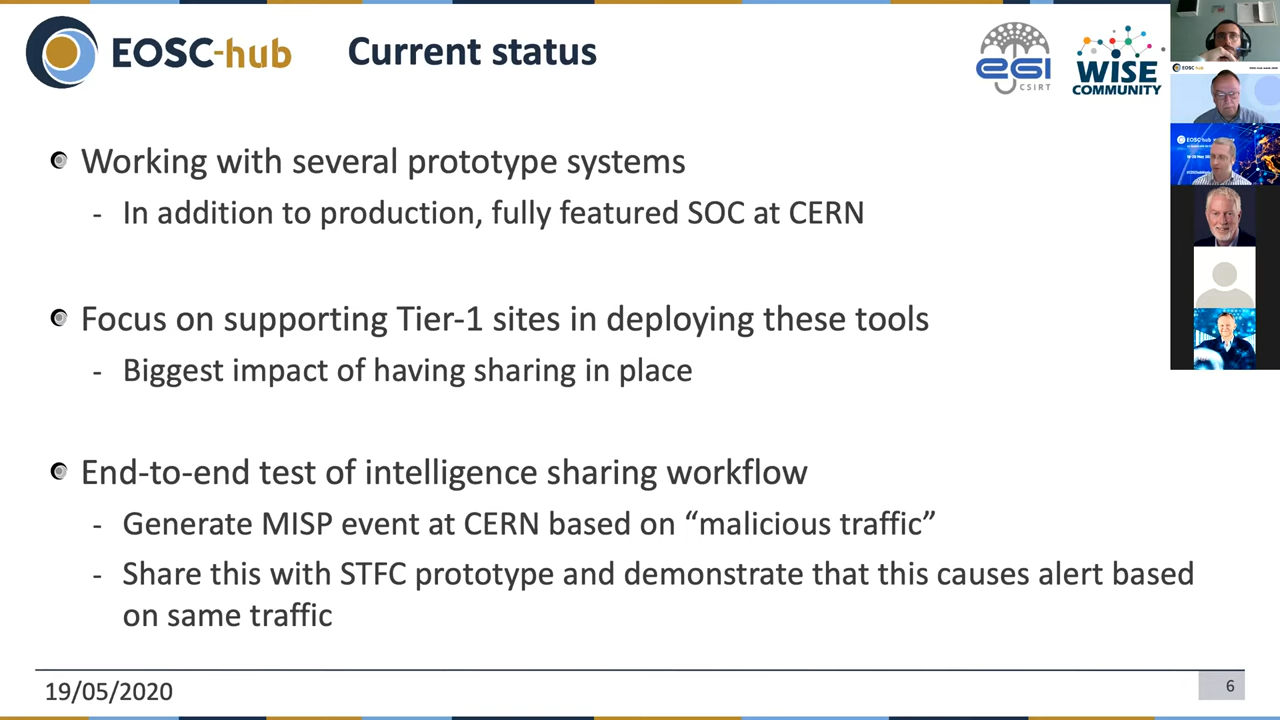 EOSC-hub
Current status
EGI
CSIRT
WISE
COMMUNITY
Working with several prototype systems
- In addition to production, fully featured SOC at CERN
Focus on supporting Tier-1 sites in deploying these tools
- Biggest impact of having sharing in place
End-to-end test of intelligence sharing workflow
- Generate MISP event at CERN based on “malicious traffic”
- Share this with STFC prototype and demonstrate that this causes alert based
on same traffic
19/05/2020
6